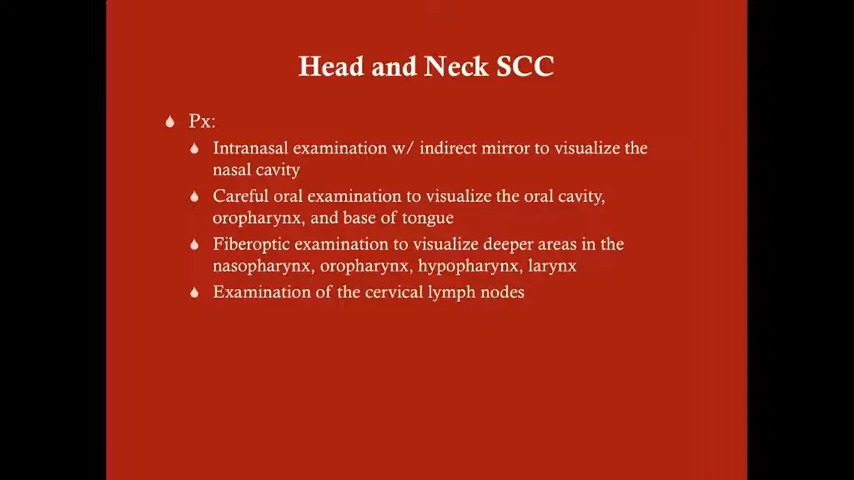 Head and Neck SCC
Px:
Intranasal examination w/ indirect mirror to visualize the
nasal cavity
Careful oral examination to visualize the oral cavity,
oropharynx, and base of tongue
Fiberoptic examination to visualize deeper areas in the
nasopharynx, oropharynx, hypopharynx, larynx
Examination of the cervical lymph nodes